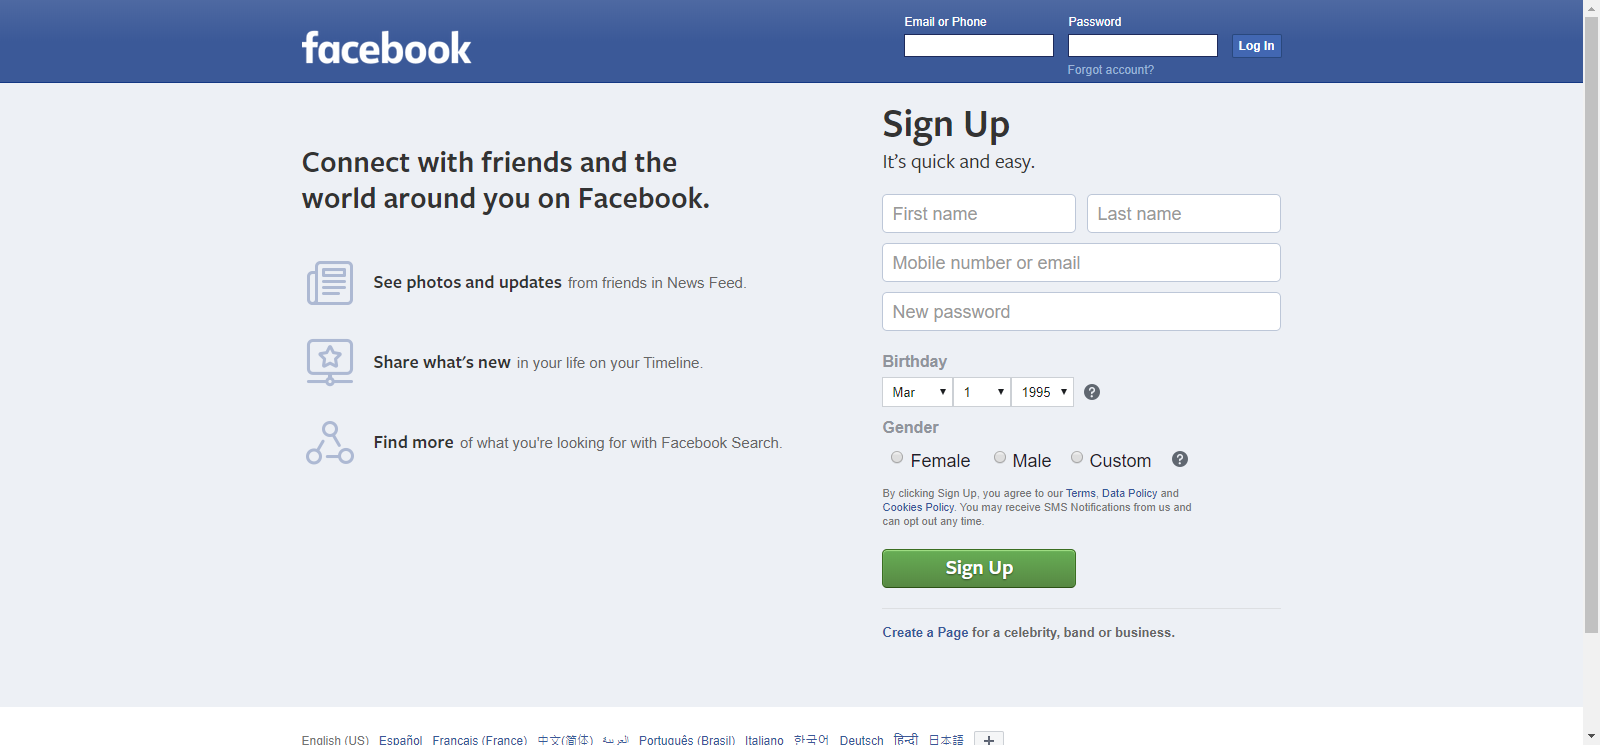 facebook
Email or Phone
Password
Log In
Forgot account?
Connect with friends and the
world around you on Facebook.
See photos and updates from friends in News Feed.
Share what's new in your life on your Timeline.
Find more of what you're looking for with Facebook Search.
Sign Up
It's quick and easy.
First name
Last name
Mobile number or email
New password
Birthday
Mar 1 1995 ?
Gender
Female Male Custom ?
By clicking Sign Up, you agree to our Terms, Data Policy and
Cookies Policy. You may receive SMS Notifications from us and
can opt out any time.
Sign Up
Create a Page for a celebrity, band or business.
English (US) Español Français (France) 中文(简体) العربية Português (Brasil) Italiano 한국어 Deutsch हिन्दी 日本語 +